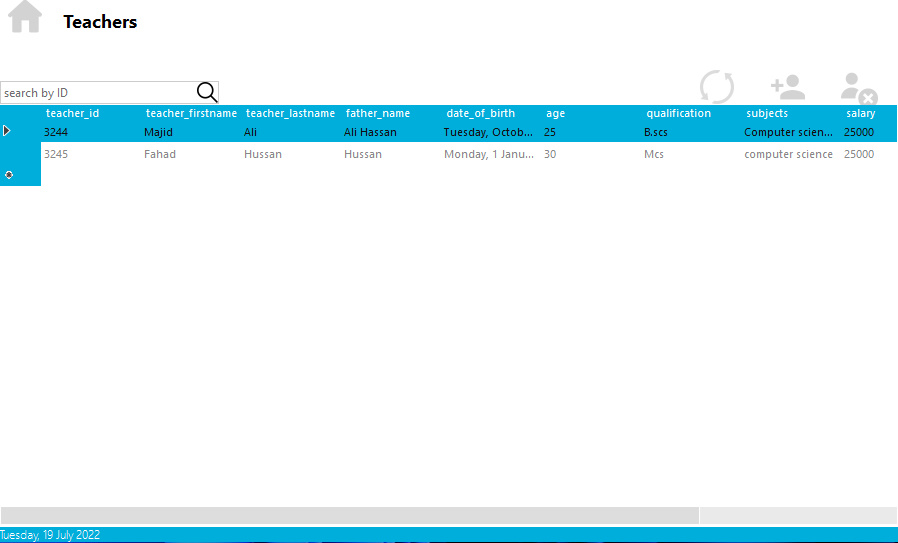 Teachers
search by ID
teacher_id teacher_firstname teacher_lastname father_name date_of_birth age qualification subjects salary
3244 Majid Ali Ali Hassan Tuesday, Octob... 25 B.scs Computer scien... 25000
3245 Fahad Hussan Hussan Monday, 1 Janu... 30 Mcs computer science 25000
Tuesday, 19 July 2022